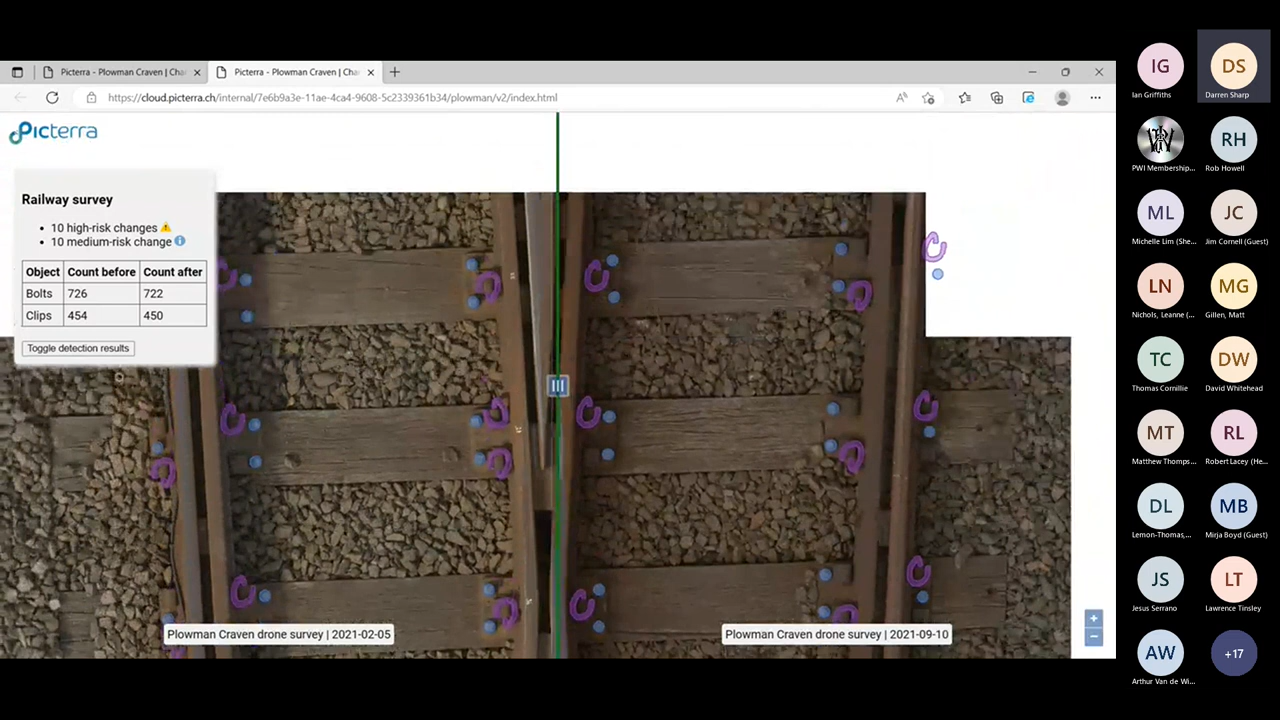 Picterra - Plowman Craven | Cha
Picterra - Plowman Craven | Cha
https://cloud.picterra.ch/internal/7e6b9a3e-11ae-4ca4-9608-5c2339361b34/plowman/v2/index.html
Picterra
Railway survey
10 high-risk changes
10 medium-risk change
Object Count before Count after
Bolts 726 722
Clips 454 450
Toggle detection results
Plowman Craven drone survey | 2021-02-05
Plowman Craven drone survey | 2021-09-10
+
−
IG DS
Ian Griffiths Darren Sharp
RH
PWI Membership... Rob Howell
ML JC
Michelle Lim (She... Jim Cornell (Guest)
LN MG
Nichols, Leanne (... Gillen, Matt
TC DW
Thomas Cornillie David Whitehead
MT RL
Matthew Thomps... Robert Lacey (He...
DL MB
Lemon-Thomas,... Mirja Boyd (Guest)
JS LT
Jesus Serrano Lawrence Tinsley
AW +17
Arthur Van de Wi...